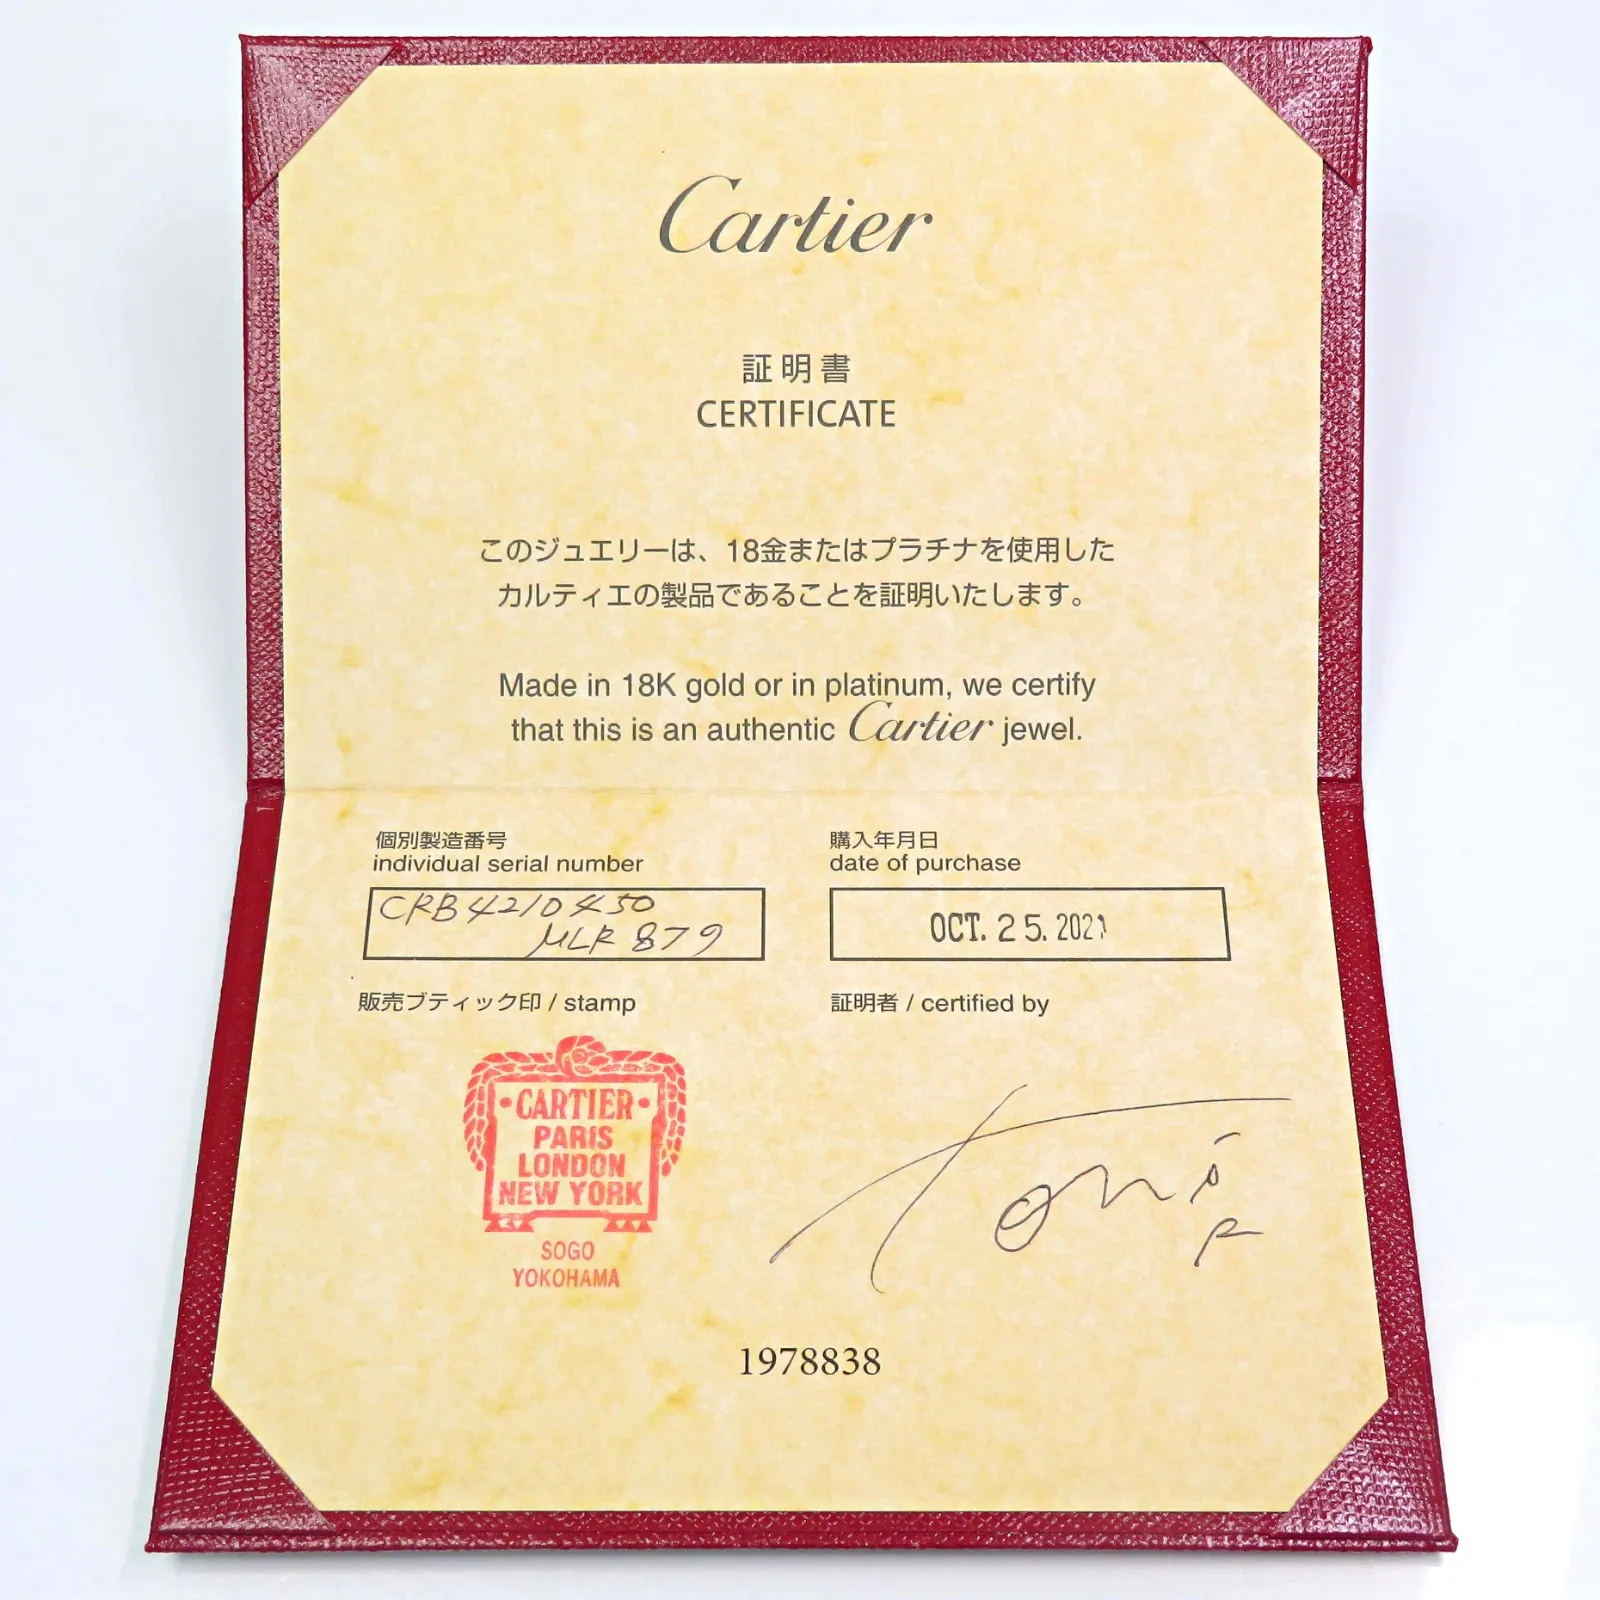 Cartier
証明書
CERTIFICATE
このジュエリーは、18金またはプラチナを使用した
カルティエの製品であることを証明いたします。
Made in 18K gold or in platinum, we certify
that this is an authentic Cartier jewel.
個別製造番号
individual serial number
CRB4210450
MLR879
購入年月日
date of purchase
OCT. 25. 2021
販売ブティック印 / stamp
証明者 / certified by
CARTIER
PARIS
LONDON
NEW YORK
SOGO
YOKOHAMA
1978838